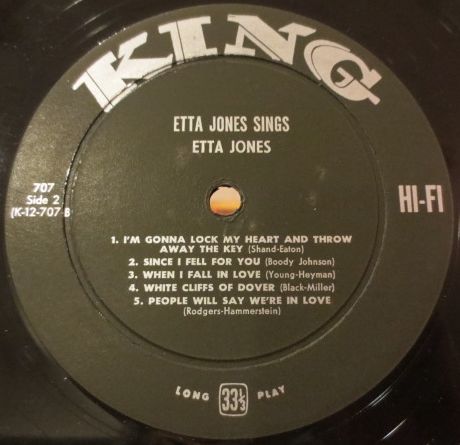 KING
ETTA JONES SINGS
ETTA JONES
707
Side 2
(K-12-707 B
HI-FI
1. I'M GONNA LOCK MY HEART AND THROW
AWAY THE KEY (Shand-Eaton)
2. SINCE I FELL FOR YOU (Boody Johnson)
3. WHEN I FALL IN LOVE (Young-Heyman)
4. WHITE CLIFFS OF DOVER (Black-Miller)
5. PEOPLE WILL SAY WE'RE IN LOVE
(Rodgers-Hammerstein)
LONG 33⅓ PLAY